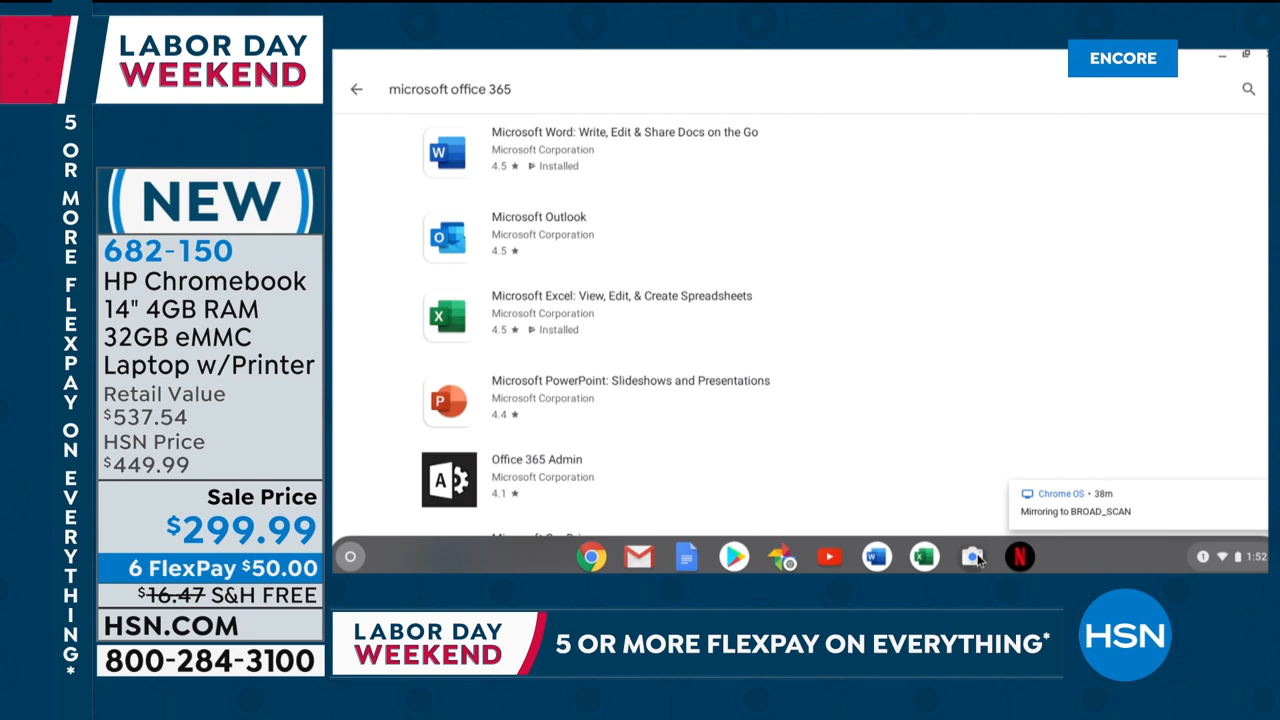 LABOR DAY
WEEKEND
5 OR MORE FLEXPAY ON EVERYTHING*
NEW
682-150
HP Chromebook
14" 4GB RAM
32GB eMMC
Laptop w/Printer
Retail Value
$537.54
HSN Price
$449.99
Sale Price
$299.99
6 FlexPay $50.00
$16.47 S&H FREE
HSN.COM
800-284-3100
ENCORE
microsoft office 365
W
Microsoft Word: Write, Edit & Share Docs on the Go
Microsoft Corporation
4.5 ★ Installed
O
Microsoft Outlook
Microsoft Corporation
4.5 ★
X
Microsoft Excel: View, Edit, & Create Spreadsheets
Microsoft Corporation
4.5 ★ Installed
P
Microsoft PowerPoint: Slideshows and Presentations
Microsoft Corporation
4.4 ★
A
Office 365 Admin
Microsoft Corporation
4.1 ★
Chrome OS • 38m
Mirroring to BROAD_SCAN
W X N
1 1:52
LABOR DAY
WEEKEND
5 OR MORE FLEXPAY ON EVERYTHING*
HSN